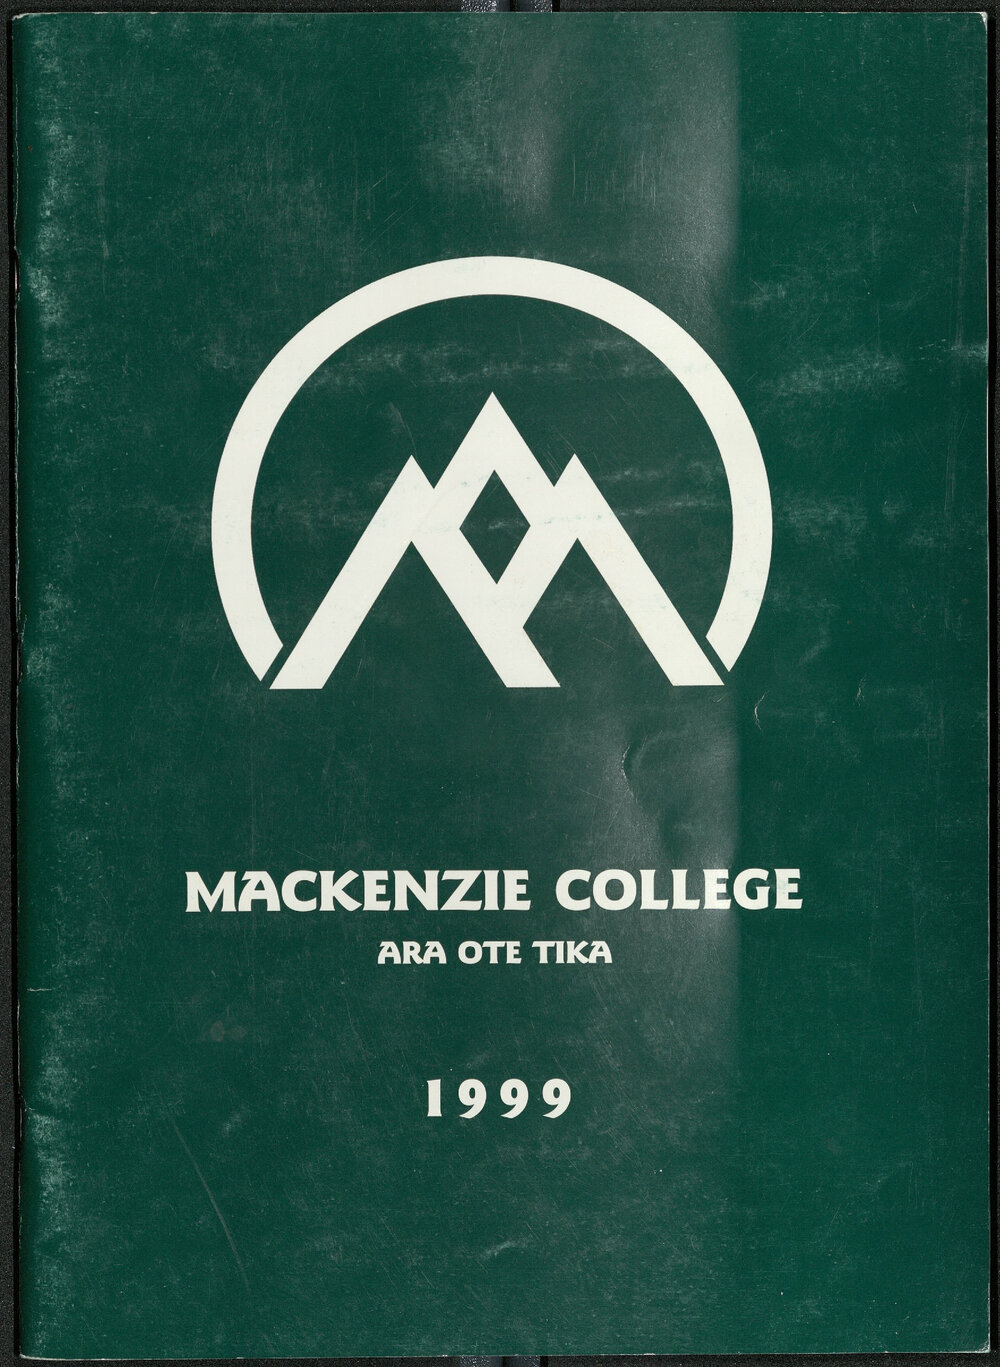 MACKENZIE COLLEGE
ARA OTE TIKA
1999